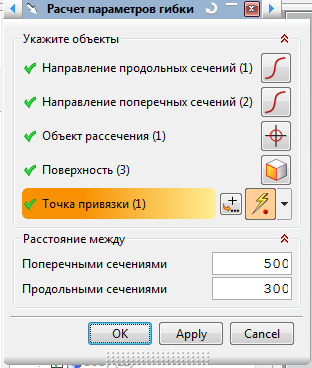 Расчет параметров гибки
Укажите объекты
Направление продольных сечений (1)
Направление поперечных сечений (2)
Объект рассечения (1)
Поверхность (3)
Точка привязки (1)
Расстояние между
Поперечными сечениями 500
Продольными сечениями 300
OK Apply Cancel